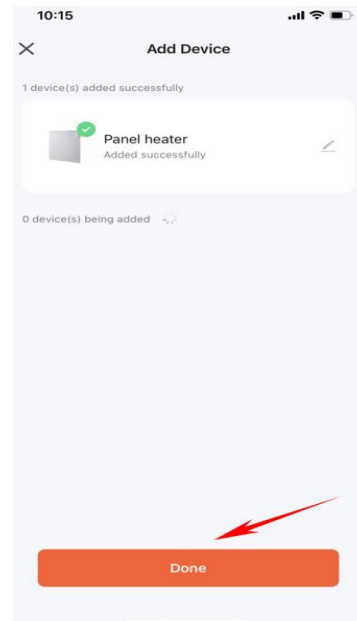 10:15
Add Device
1 device(s) added successfully
Panel heater
Added successfully
0 device(s) being added
Done